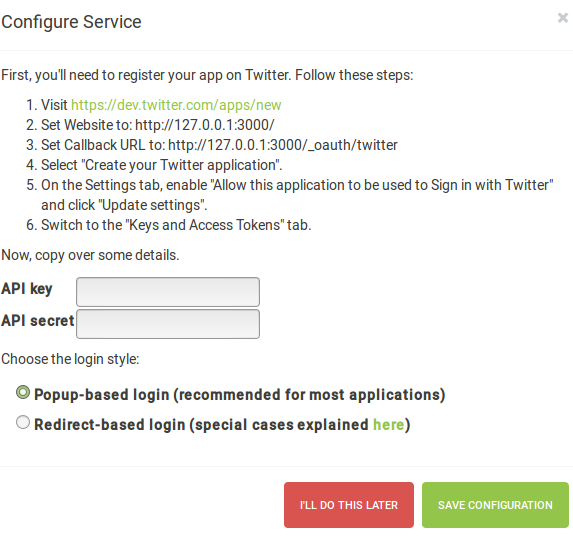 Configure Service
×
First, you'll need to register your app on Twitter. Follow these steps:
1. Visit https://dev.twitter.com/apps/new
2. Set Website to: http://127.0.0.1:3000/
3. Set Callback URL to: http://127.0.0.1:3000/_oauth/twitter
4. Select "Create your Twitter application".
5. On the Settings tab, enable "Allow this application to be used to Sign in with Twitter"
and click "Update settings".
6. Switch to the "Keys and Access Tokens" tab.
Now, copy over some details.
API key
API secret
Choose the login style:
Popup-based login (recommended for most applications)
Redirect-based login (special cases explained here)
I'LL DO THIS LATER
SAVE CONFIGURATION